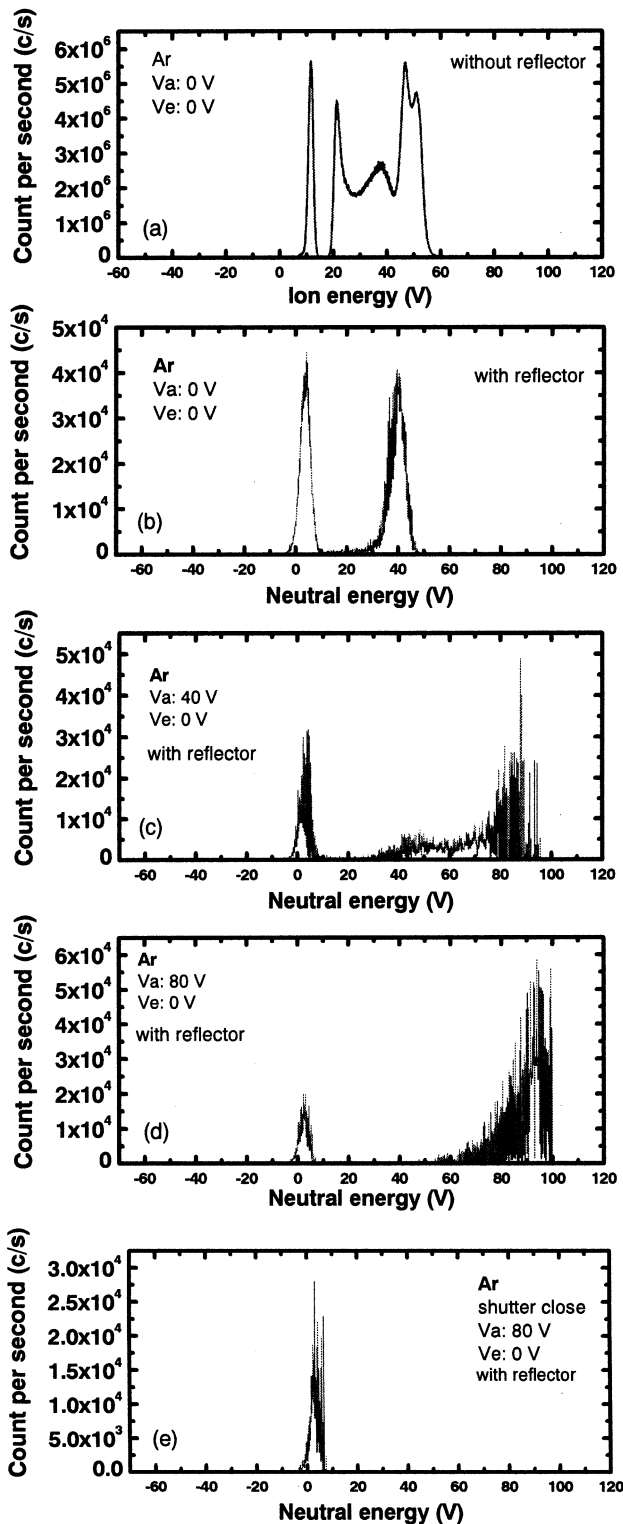 6x10⁶
5x10⁶
4x10⁶
3x10⁶
2x10⁶
1x10⁶
0
Count per second (c/s)
Ar
Va: 0 V
Ve: 0 V
without reflector
(a)
-60 -40 -20 0 20 40 60 80 100 120
Ion energy (V)
5x10⁴
4x10⁴
3x10⁴
2x10⁴
1x10⁴
0
Count per second (c/s)
Ar
Va: 0 V
Ve: 0 V
with reflector
(b)
-60 -40 -20 0 20 40 60 80 100 120
Neutral energy (V)
5x10⁴
4x10⁴
3x10⁴
2x10⁴
1x10⁴
0
Count per second (c/s)
Ar
Va: 40 V
Ve: 0 V
with reflector
(c)
-60 -40 -20 0 20 40 60 80 100 120
Neutral energy (V)
6x10⁴
5x10⁴
4x10⁴
3x10⁴
2x10⁴
1x10⁴
0
Count per second (c/s)
Ar
Va: 80 V
Ve: 0 V
with reflector
(d)
-60 -40 -20 0 20 40 60 80 100 120
Neutral energy (V)
3.0x10⁴
2.5x10⁴
2.0x10⁴
1.5x10⁴
1.0x10⁴
5.0x10³
0.0
Count per second (c/s)
Ar
shutter close
Va: 80 V
Ve: 0 V
with reflector
(e)
-60 -40 -20 0 20 40 60 80 100 120
Neutral energy (V)